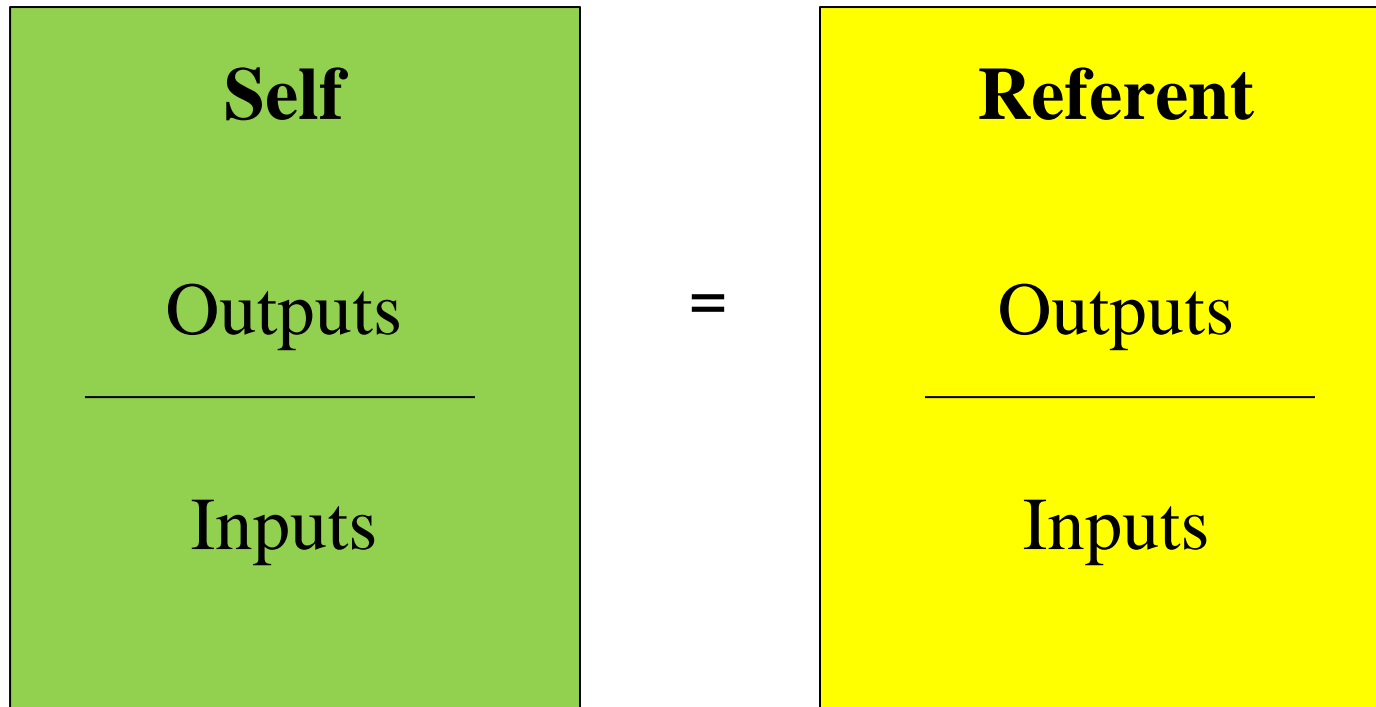 Self
Outputs
Inputs
=
Referent
Outputs
Inputs